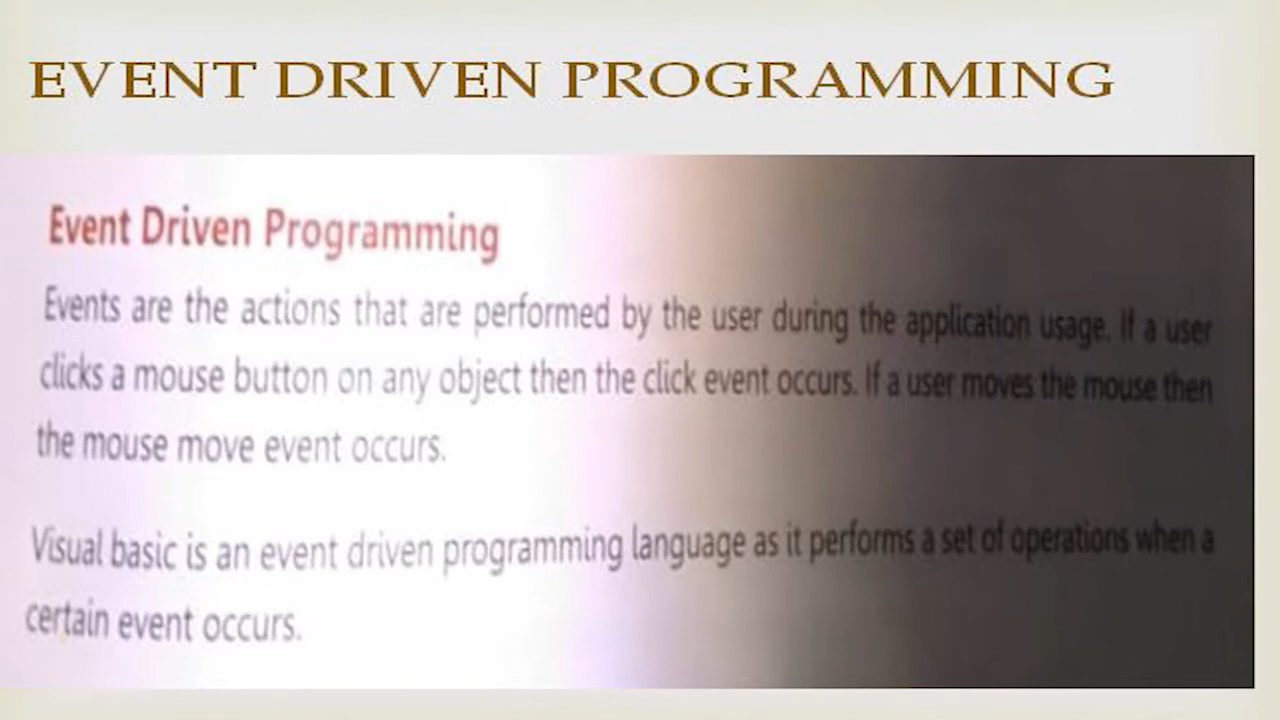 EVENT DRIVEN PROGRAMMING
Event Driven Programming
Events are the actions that are performed by the user during the application usage. If a user
clicks a mouse button on any object then the click event occurs. If a user moves the mouse then
the mouse move event occurs.
Visual basic is an event driven programming language as it performs a set of operations when a
certain event occurs.